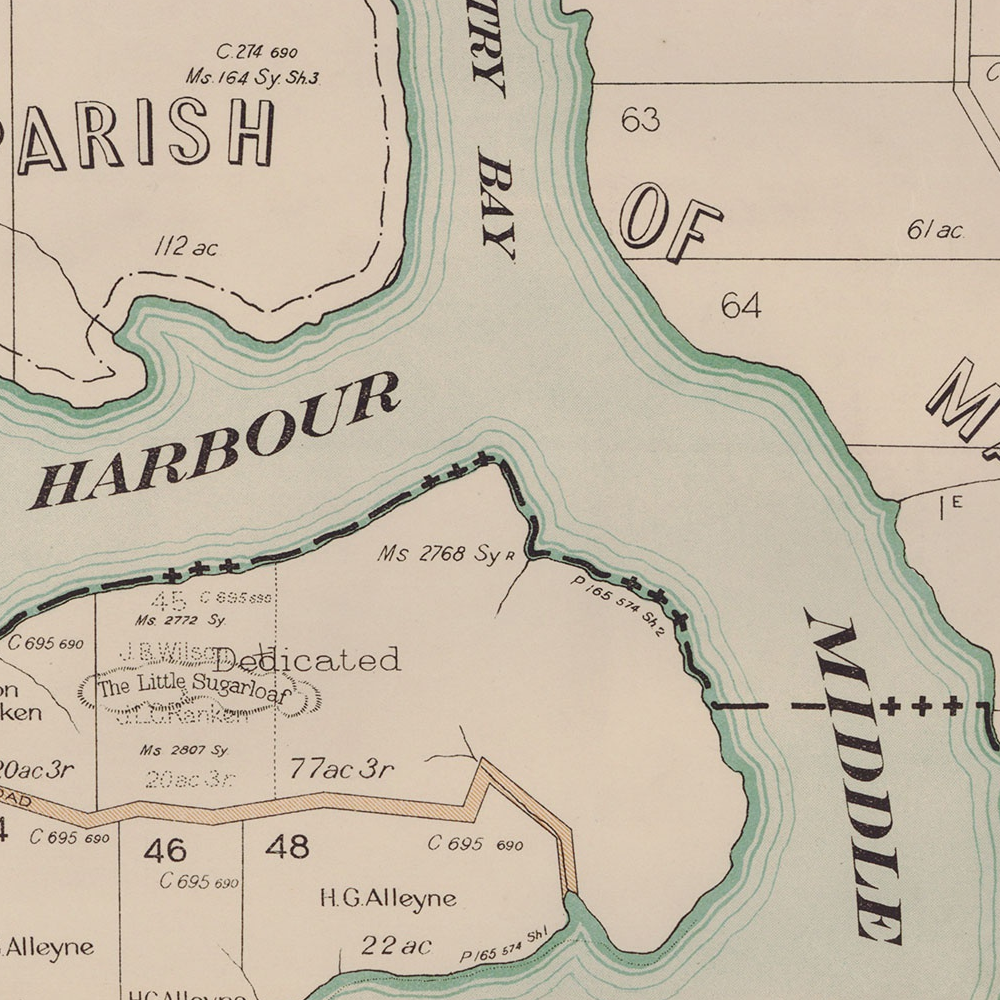 C.274 690
Ms. 164 Sy. Sh.3
PARISH
112 ac
TRY BAY
63
OF
61 ac.
64
HARBOUR
E
Ms 2768 Sy R
P 165 574 Sh 2
45 C 695 690
Ms. 2772 Sy.
C 695 690
J.B.Wilson
Dedicated
The Little Sugarloaf
J.L.C.Ranken
on
ken
Ms 2807 Sy
20ac 3r
20ac 3r.
77ac 3r
MIDDLE
OAD
4
C 695 690
46
C 695 690
48
C 695 690
H.G.Alleyne
22 ac
P 165 574 Sh 1
.Alleyne
H.G.Alleyne